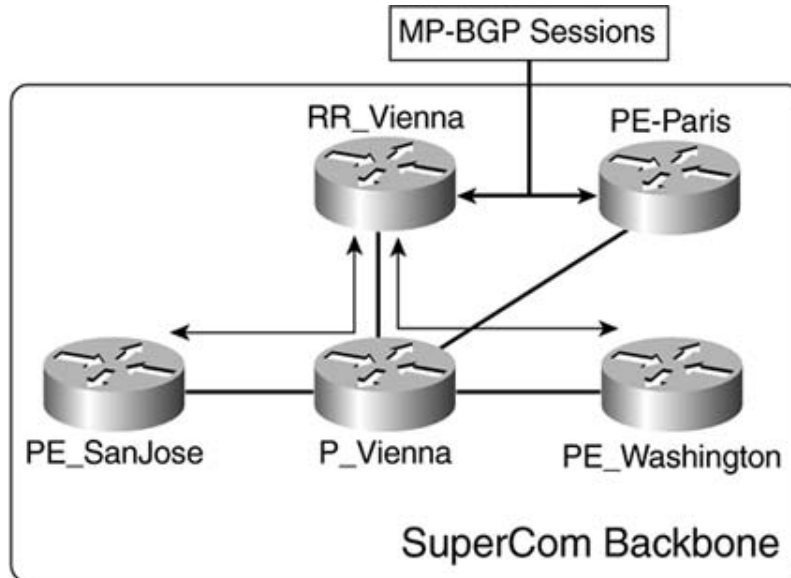 MP-BGP Sessions
RR_Vienna
PE-Paris
PE_SanJose
P_Vienna
PE_Washington
SuperCom Backbone